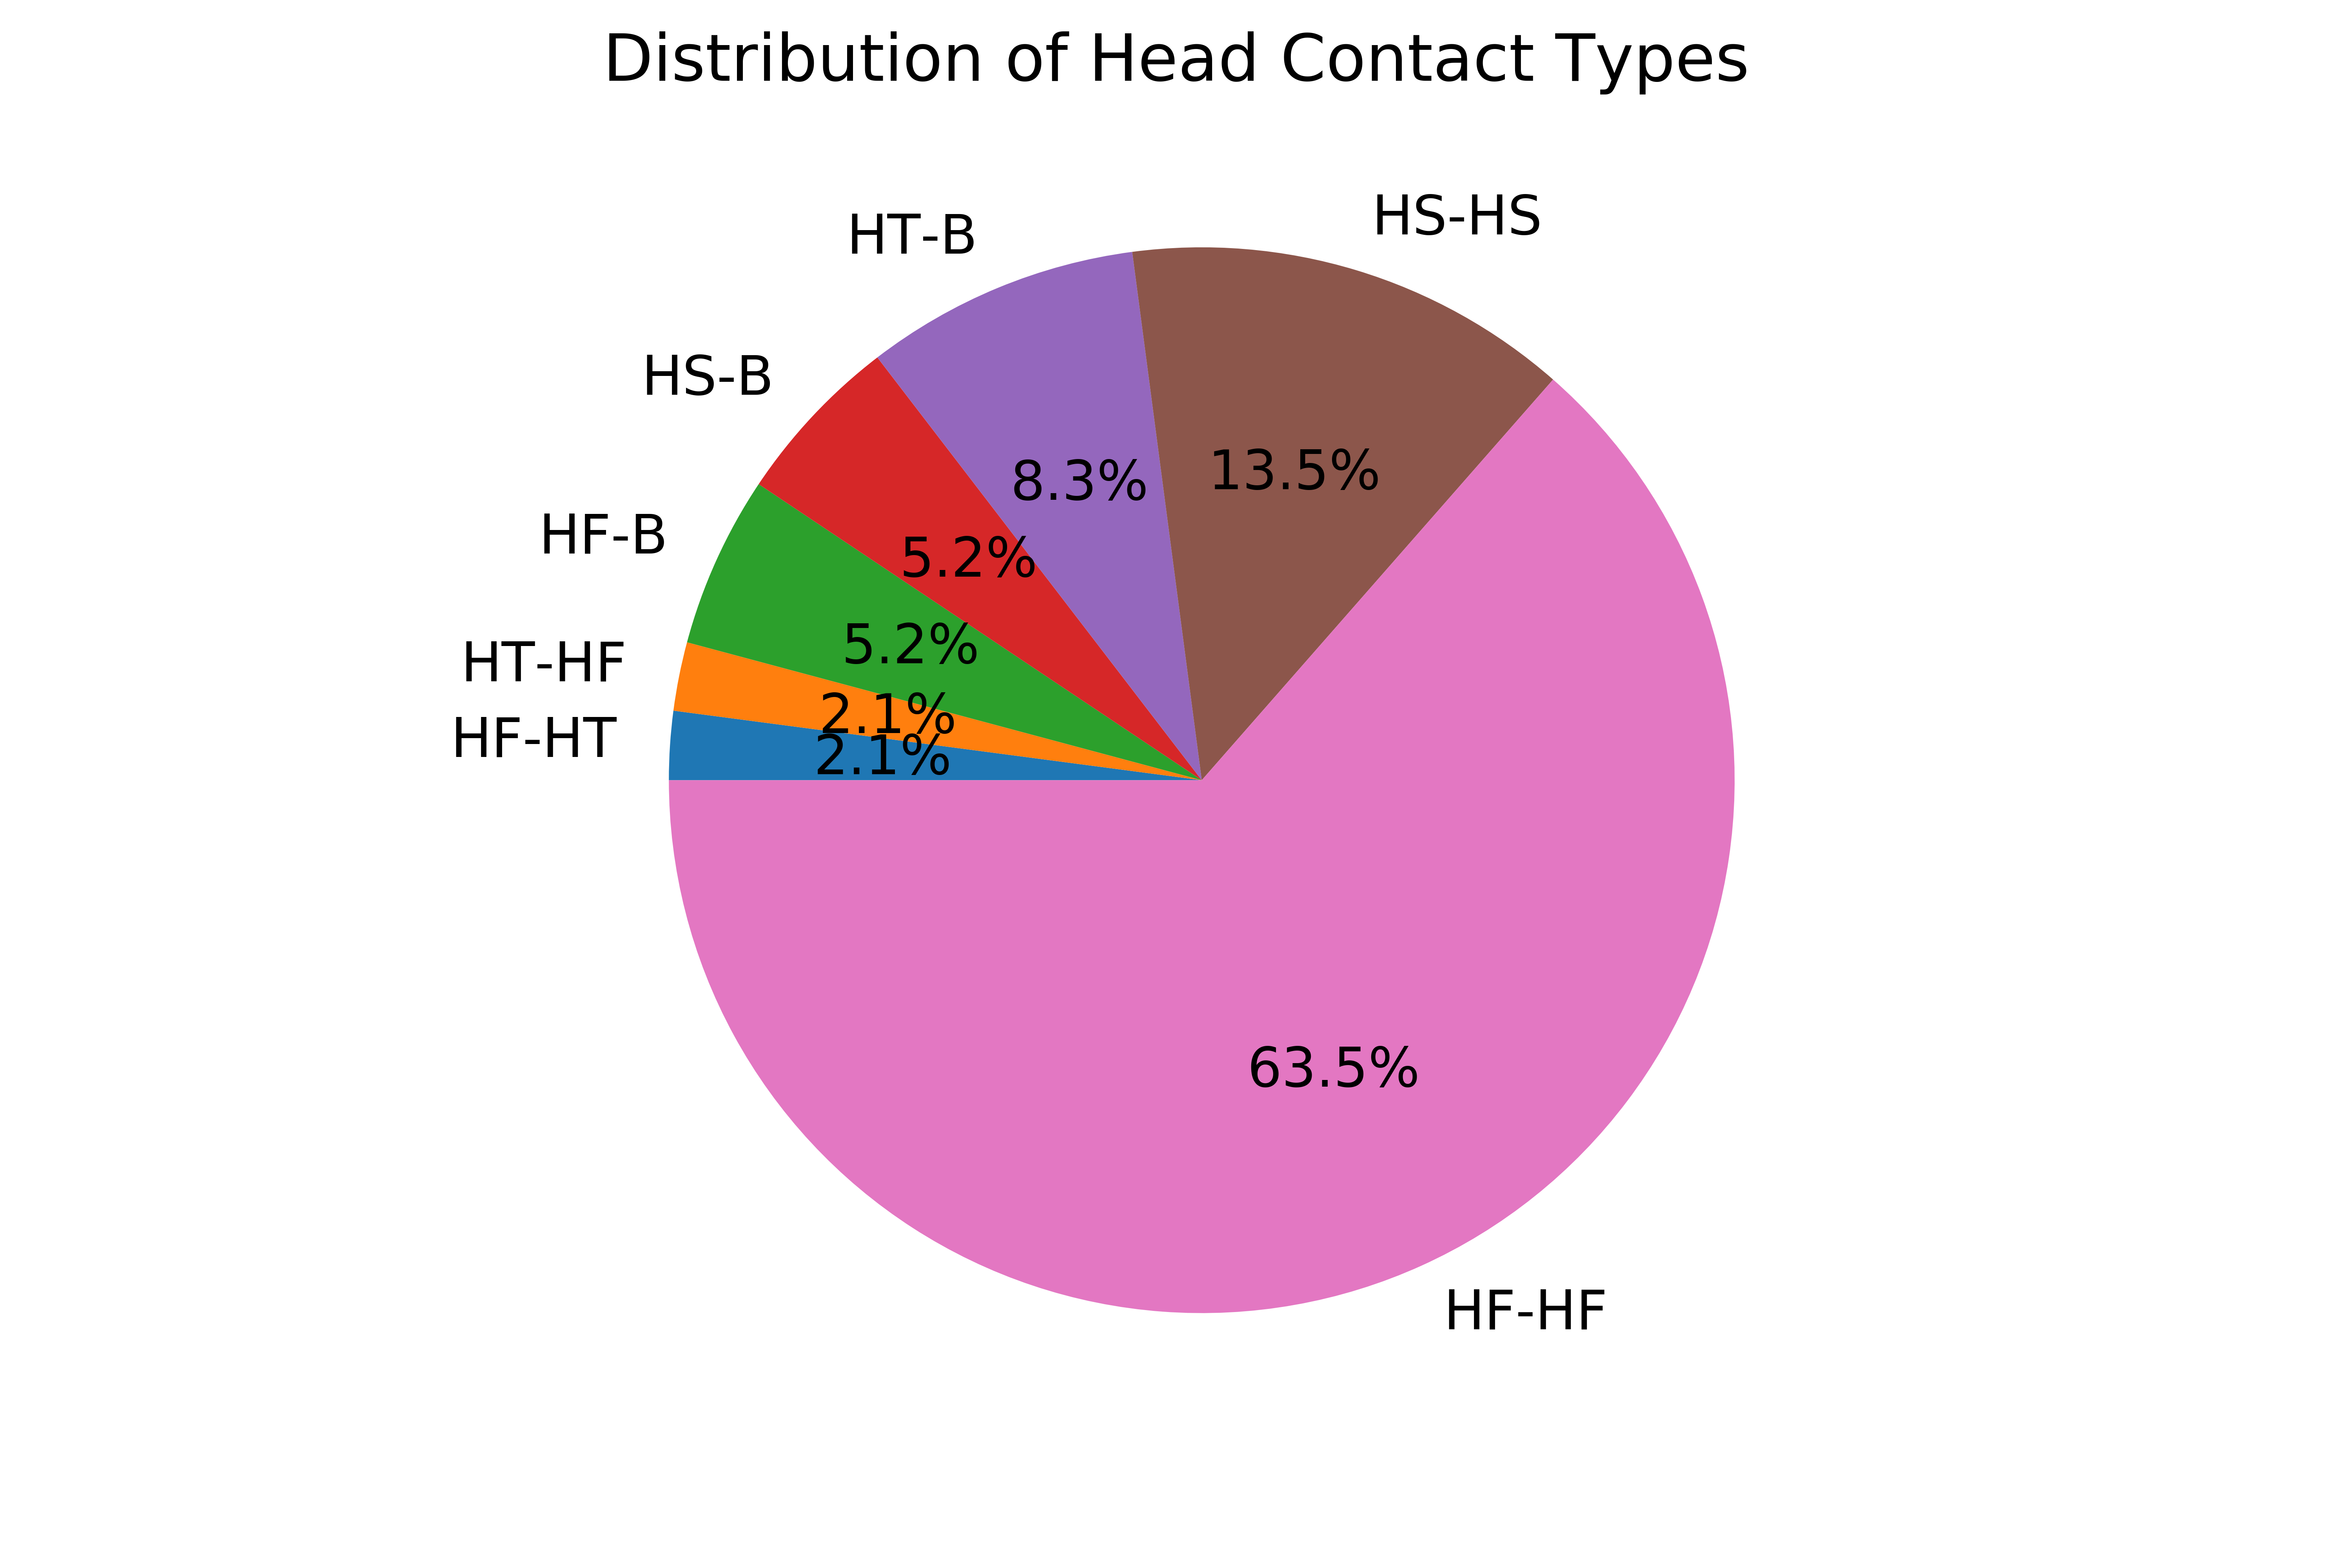 Distribution of Head Contact Types
HS-HS
HT-B
HS-B
13.5%
8.3%
HF-B
5.2%
HT-HF
5.2%
HF-HT
2.1%
2.1%
63.5%
HF-HF